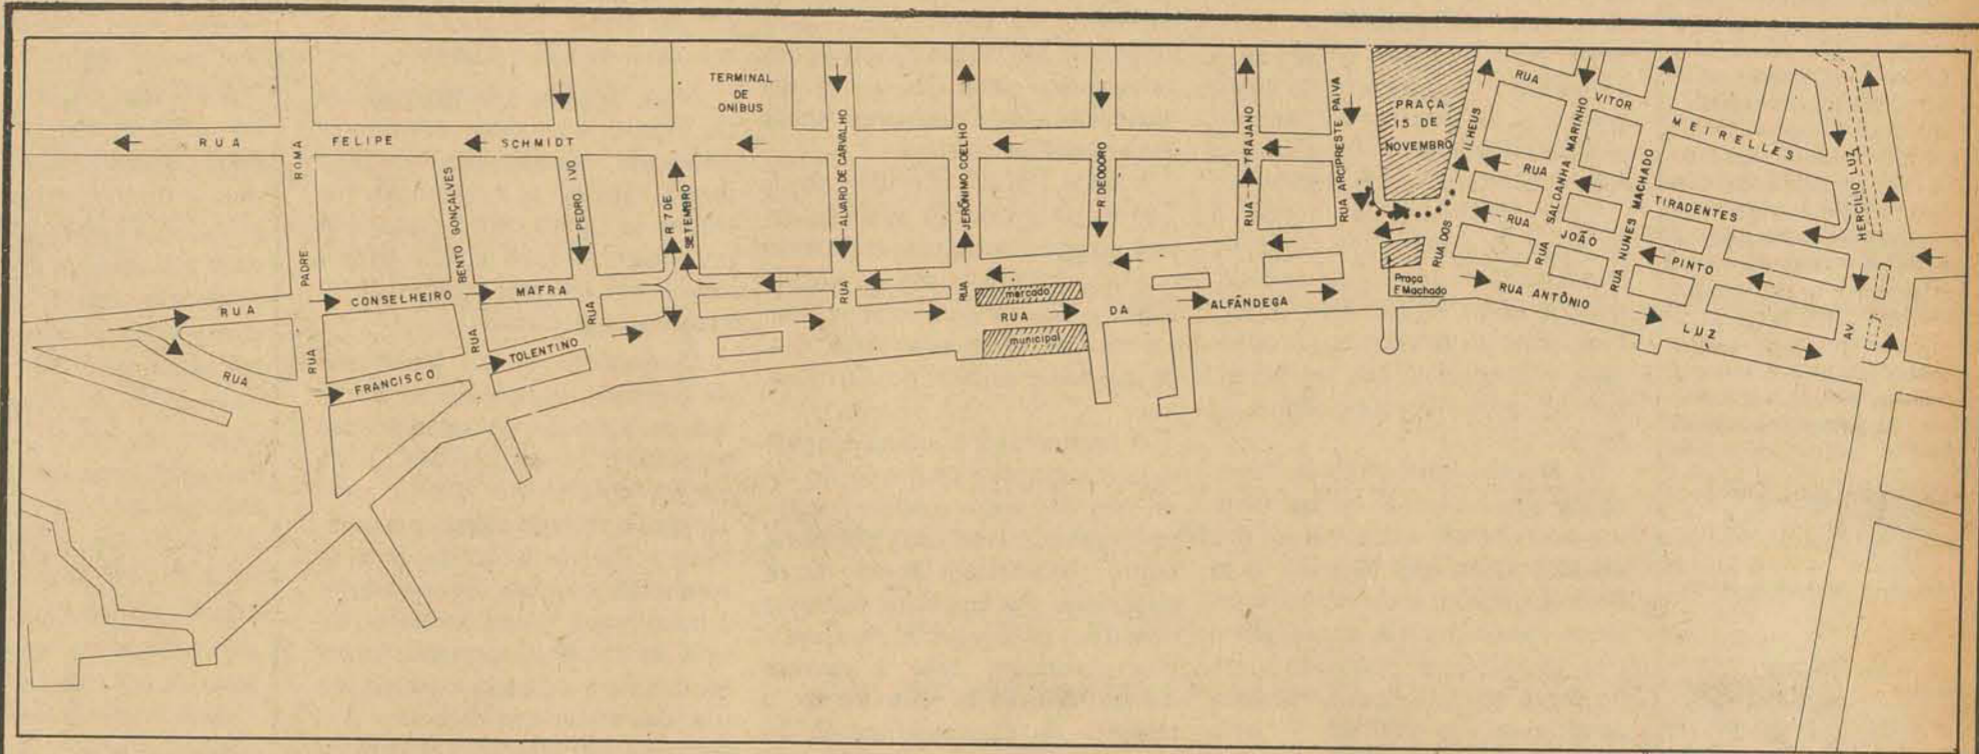 TERMINAL
DE
ONIBUS
RUA FELIPE SCHMIDT
RUA PADRE ROMA
RUA BENTO GONÇALVES
RUA PEDRO IVO
R 7 DE
SETEMBRO
RUA ALVARO DE CARVALHO
RUA JERÔNIMO COELHO
R DEODORO
RUA TRAJANO
RUA ARCIPRESTE PAIVA
PRAÇA
15 DE
NOVEMBRO
RUA DOS ILHEUS
RUA VITOR MEIRELLES
RUA SALDANHA MARINHO
RUA NUNES MACHADO
RUA TIRADENTES
RUA JOÃO PINTO
AV HERCÍLIO LUZ
RUA CONSELHEIRO MAFRA
RUA FRANCISCO TOLENTINO
mercado
municipal
RUA DA ALFÂNDEGA
Praça
F Machado
RUA ANTÔNIO LUZ